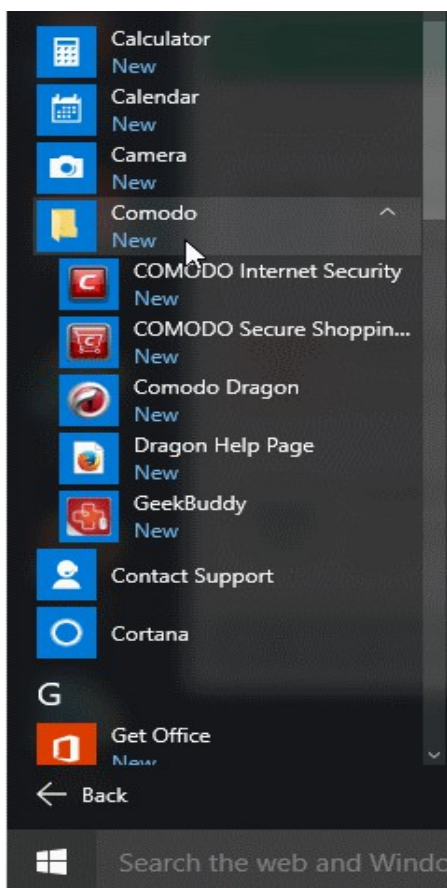 Calculator
New
Calendar
New
Camera
New
Comodo
New
COMODO Internet Security
New
COMODO Secure Shoppin...
New
Comodo Dragon
New
Dragon Help Page
New
GeekBuddy
New
Contact Support
Cortana
G
Get Office
New
Back
Search the web and Windo